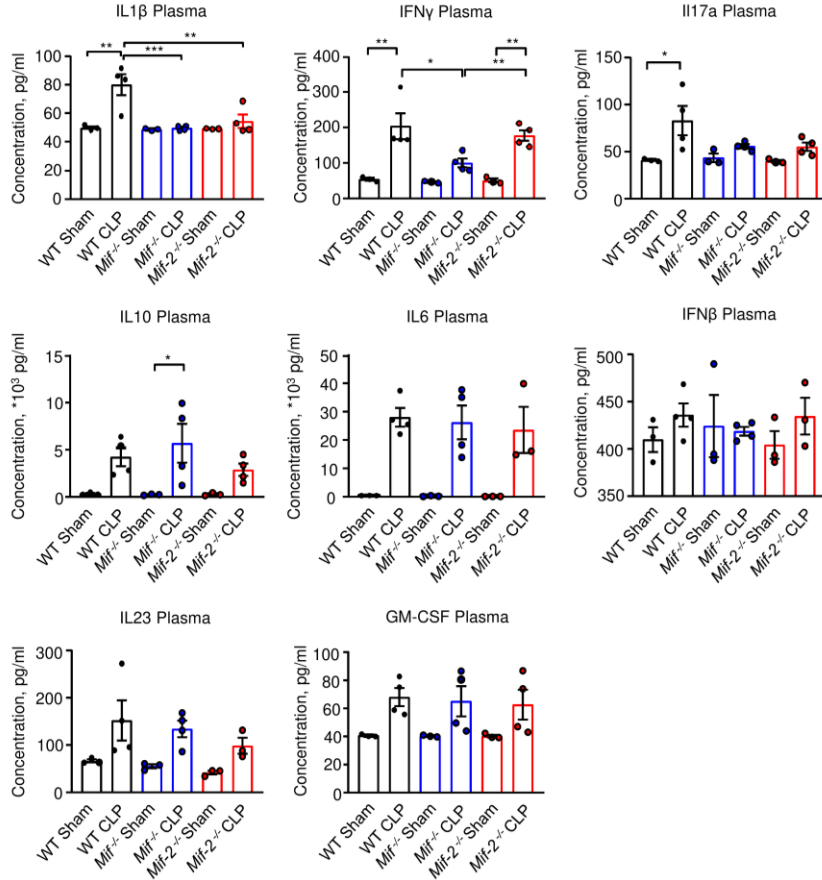 IL1β Plasma
Concentration, pg/ml
100
80
60
40
20
0
**
***
**
WT Sham
WT CLP
Mif-/- Sham
Mif-/- CLP
Mif-2-/- Sham
Mif-2-/- CLP
IFNγ Plasma
Concentration, pg/ml
400
300
200
100
0
**
*
**
**
WT Sham
WT CLP
Mif-/- Sham
Mif-/- CLP
Mif-2-/- Sham
Mif-2-/- CLP
Il17a Plasma
Concentration, pg/ml
150
100
50
0
*
WT Sham
WT CLP
Mif-/- Sham
Mif-/- CLP
Mif-2-/- Sham
Mif-2-/- CLP
IL10 Plasma
Concentration, *10³ pg/ml
15
10
5
0
*
WT Sham
WT CLP
Mif-/- Sham
Mif-/- CLP
Mif-2-/- Sham
Mif-2-/- CLP
IL6 Plasma
Concentration, *10³ pg/ml
50
40
30
20
10
0
WT Sham
WT CLP
Mif-/- Sham
Mif-/- CLP
Mif-2-/- Sham
Mif-2-/- CLP
IFNβ Plasma
Concentration, pg/ml
500
450
400
350
WT Sham
WT CLP
Mif-/- Sham
Mif-/- CLP
Mif-2-/- Sham
Mif-2-/- CLP
IL23 Plasma
Concentration, pg/ml
300
200
100
0
WT Sham
WT CLP
Mif-/- Sham
Mif-/- CLP
Mif-2-/- Sham
Mif-2-/- CLP
GM-CSF Plasma
Concentration, pg/ml
100
80
60
40
20
0
WT Sham
WT CLP
Mif-/- Sham
Mif-/- CLP
Mif-2-/- Sham
Mif-2-/- CLP